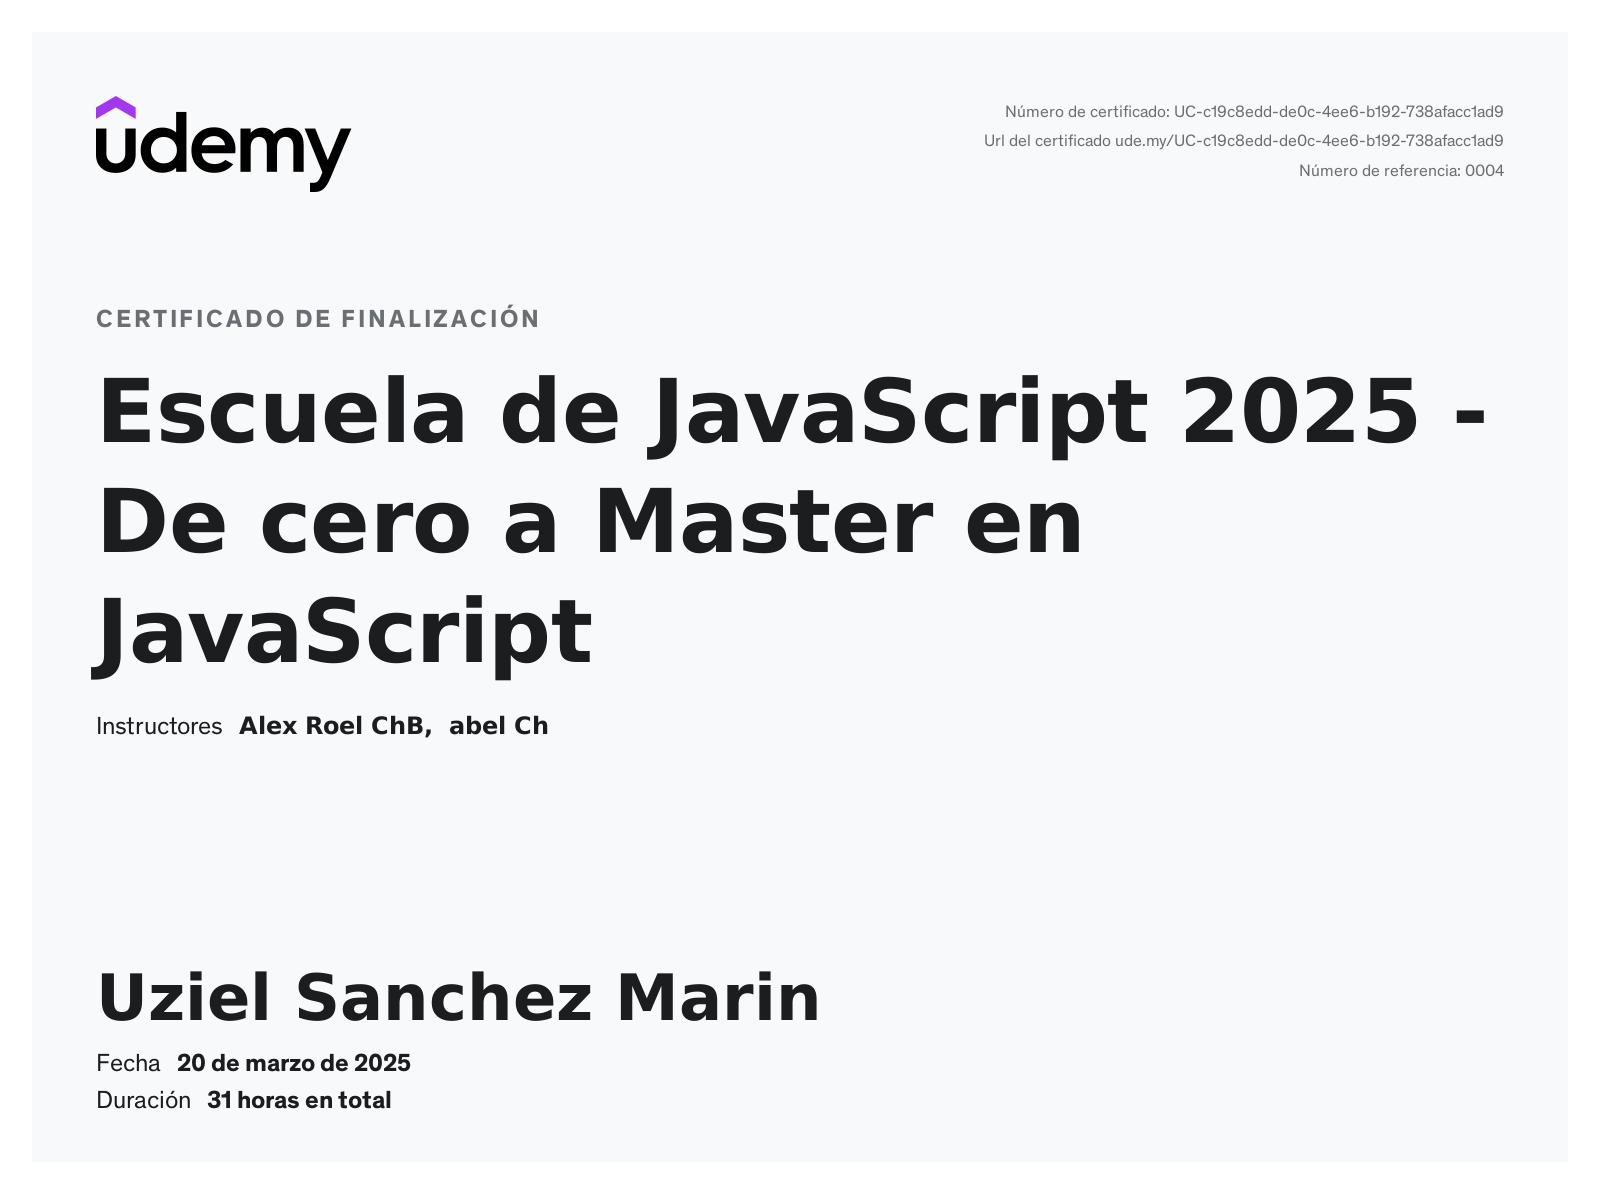 udemy
Número de certificado: UC-c19c8edd-de0c-4ee6-b192-738afacc1ad9
Url del certificado ude.my/UC-c19c8edd-de0c-4ee6-b192-738afacc1ad9
Número de referencia: 0004
CERTIFICADO DE FINALIZACIÓN
Escuela de JavaScript 2025 -
De cero a Master en
JavaScript
Instructores Alex Roel ChB, abel Ch
Uziel Sanchez Marin
Fecha 20 de marzo de 2025
Duración 31 horas en total